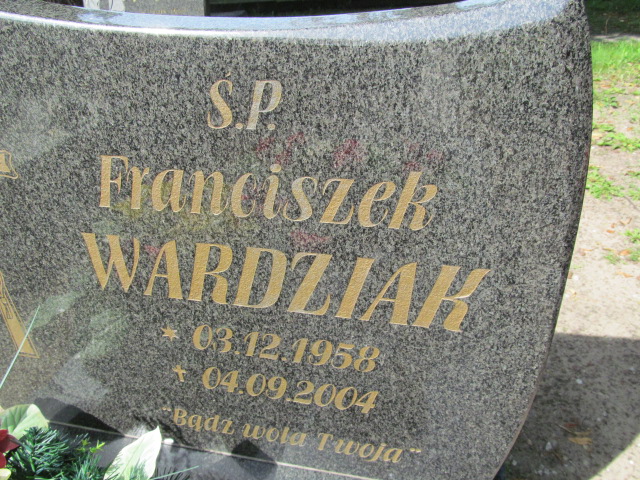 Ś.P.
Franciszek
WARDZIAK
* 03.12.1958
✝ 04.09.2004
"Bądź wola Twoja"